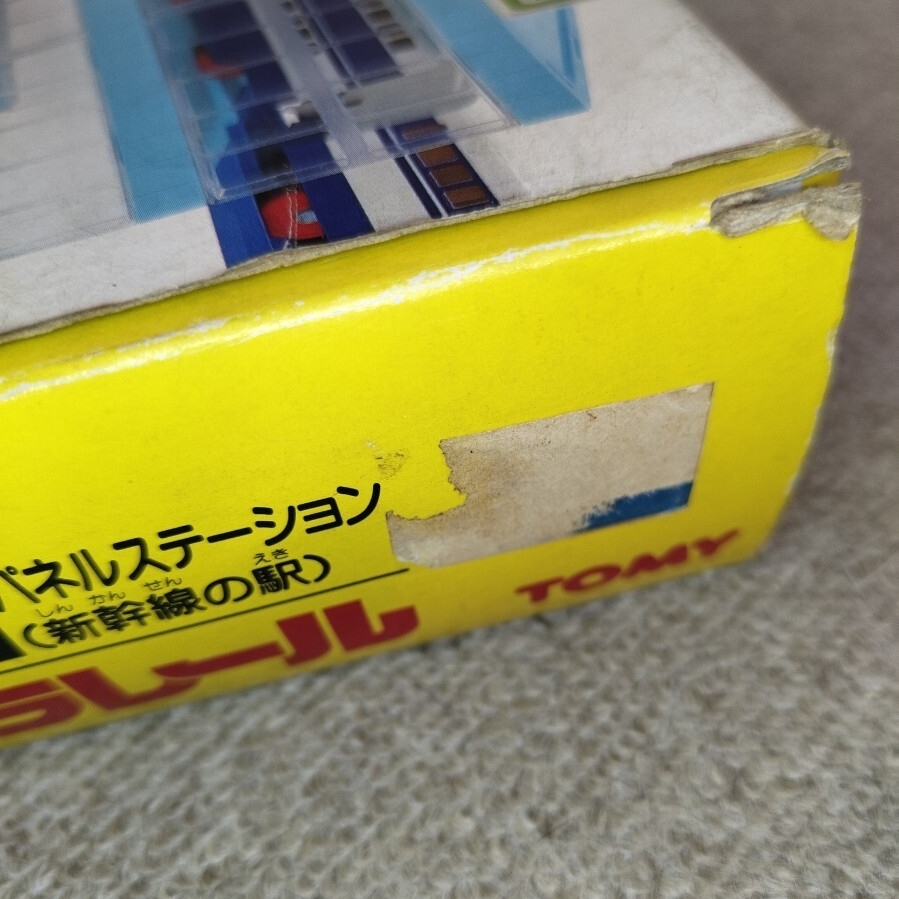 パネルステーション
えき
しん かん せん
(新幹線の駅)
TOMY
ラレール